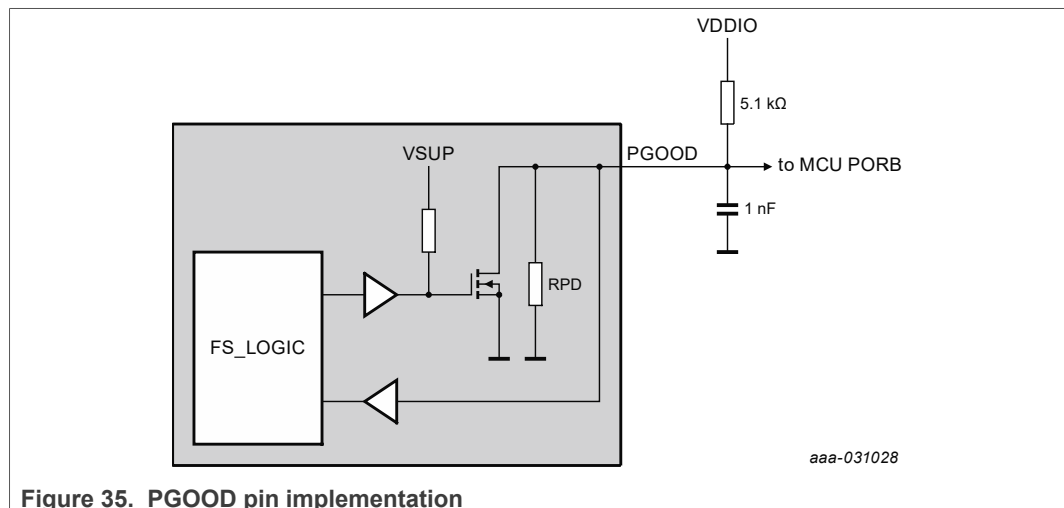 VDDIO
5.1 kΩ
VSUP
PGOOD
to MCU PORB
1 nF
RPD
FS_LOGIC
aaa-031028
Figure 35. PGOOD pin implementation